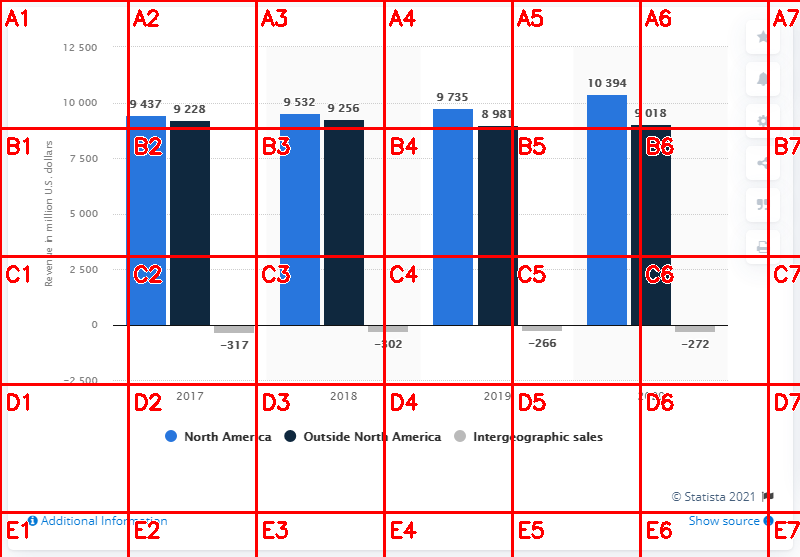 A1 A2 A3 A4 A5 A6 A7
12 500
10 394
9 735
9 532
9 437
10 000
9 228
9 256
8 981
9 018
B1 B2 B3 B4 B5 B6 B7
7 500
Revenue in million U.S. dollars
5 000
C1 C2 C3 C4 C5 C6 C7
2 500
0
-317 -302 -266 -272
-2 500
2017 2018 2019 2020
D1 D2 D3 D4 D5 D6 D7
North America Outside North America Intergeographic sales
© Statista 2021
Additional Information Show source
E1 E2 E3 E4 E5 E6 E7